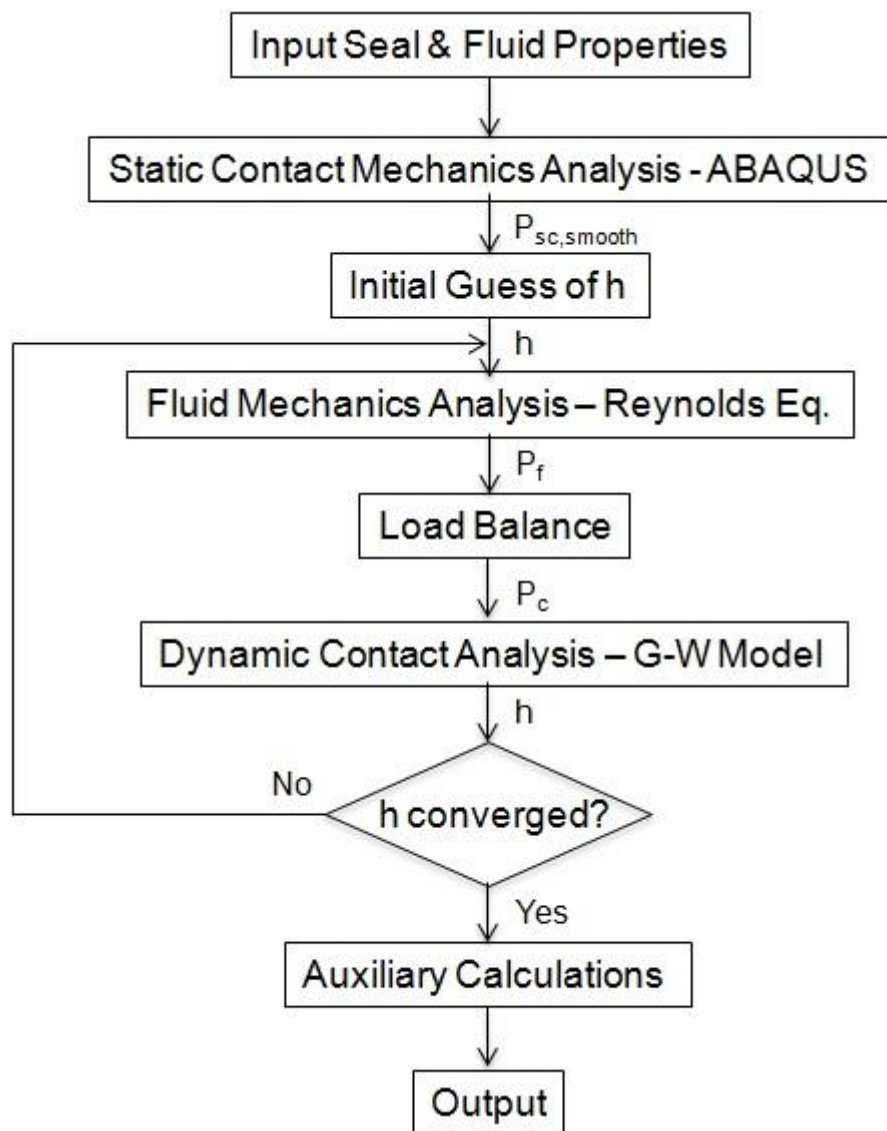 Input Seal & Fluid Properties
Static Contact Mechanics Analysis - ABAQUS
Psc,smooth
Initial Guess of h
h
Fluid Mechanics Analysis – Reynolds Eq.
Pf
Load Balance
Pc
Dynamic Contact Analysis – G-W Model
h
No
h converged?
Yes
Auxiliary Calculations
Output